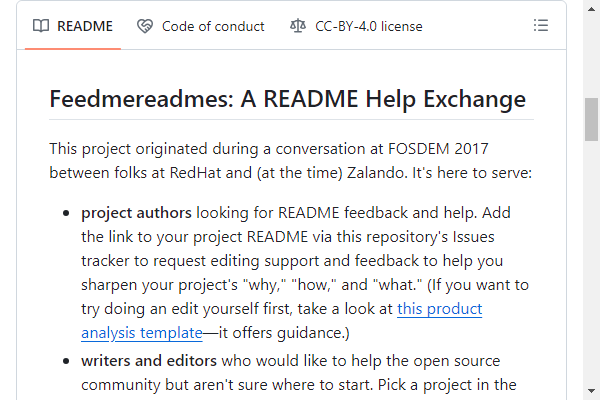 README
Code of conduct
CC-BY-4.0 license
Feedmereadmes: A README Help Exchange
This project originated during a conversation at FOSDEM 2017
between folks at RedHat and (at the time) Zalando. It's here to serve:
• project authors looking for README feedback and help. Add
the link to your project README via this repository's Issues
tracker to request editing support and feedback to help you
sharpen your project's "why," "how," and "what." (If you want to
try doing an edit yourself first, take a look at this product
analysis template—it offers guidance.)
• writers and editors who would like to help the open source
community but aren't sure where to start. Pick a project in the